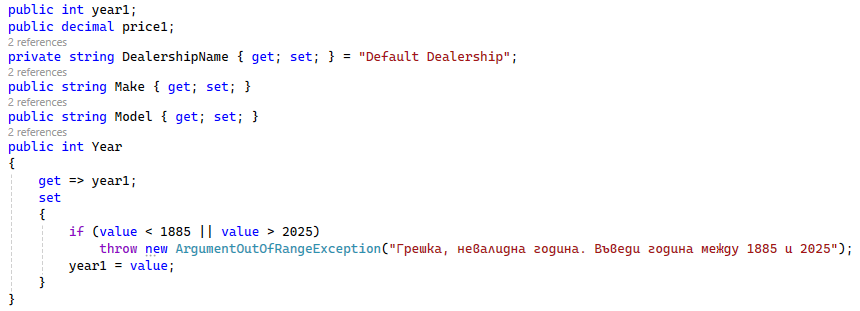 public int year1;
public decimal price1;
2 references
private string DealershipName { get; set; } = "Default Dealership";
2 references
public string Make { get; set; }
2 references
public string Model { get; set; }
2 references
public int Year
{
get => year1;
set
{
if (value < 1885 || value > 2025)
throw new ArgumentOutOfRangeException("Грешка, невалидна година. Въведи година между 1885 и 2025");
year1 = value;
}
}